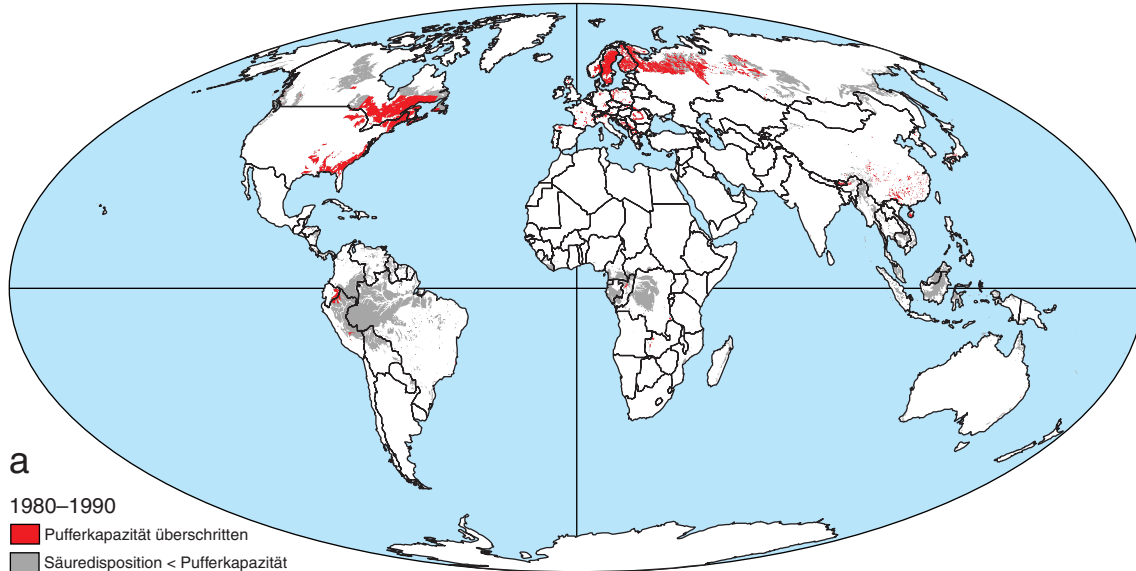 a
1980–1990
Pufferkapazität überschritten
Säuredisposition < Pufferkapazität